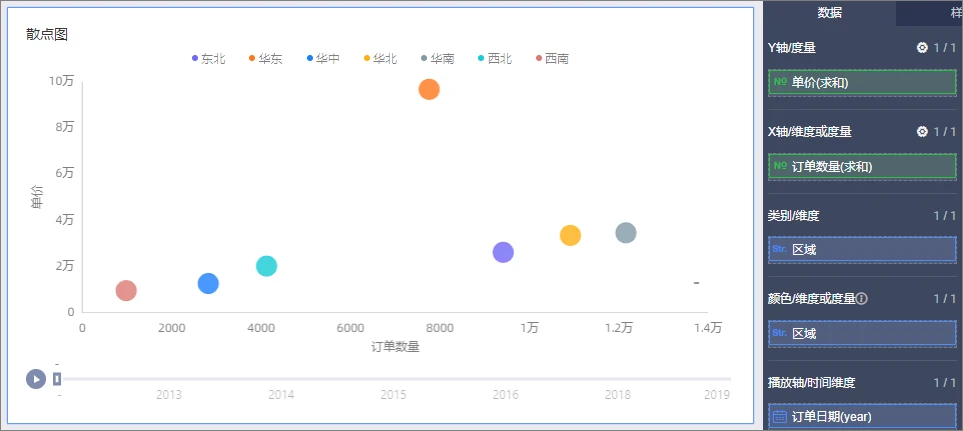 散点图
东北 华东 华中 华北 华南 西北 西南
10万
8万
6万
4万
2万
0
单价
0 2000 4000 6000 8000 1万 1.2万 1.4万
订单数量
-
-
- 2013 2014 2015 2016 2018 2019
数据
Y轴/度量 1 / 1
№ 单价(求和)
X轴/维度或度量 1 / 1
№ 订单数量(求和)
类别/维度 1 / 1
Str. 区域
颜色/维度或度量 1 / 1
Str. 区域
播放轴/时间维度 1 / 1
订单日期(year)